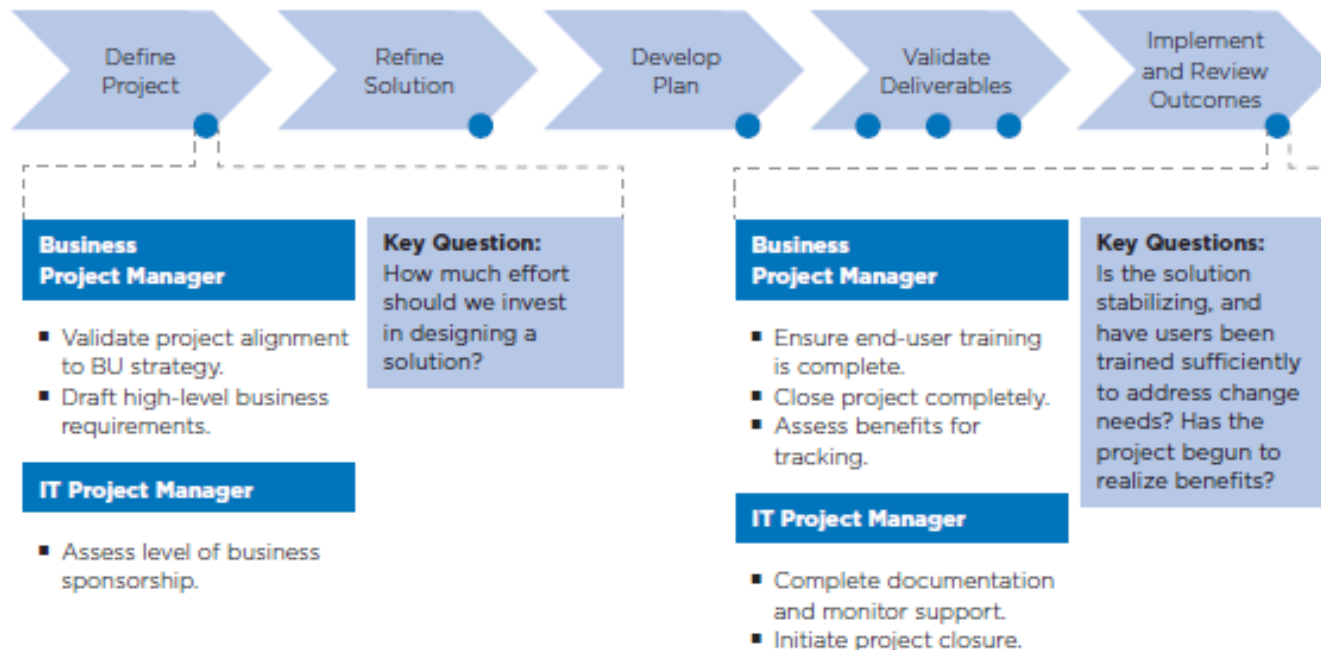 Define
Project
Refine
Solution
Develop
Plan
Validate
Deliverables
Implement
and Review
Outcomes
Business
Project Manager
▪ Validate project alignment
to BU strategy.
▪ Draft high-level business
requirements.
IT Project Manager
▪ Assess level of business
sponsorship.
Key Question:
How much effort
should we invest
in designing a
solution?
Business
Project Manager
▪ Ensure end-user training
is complete.
▪ Close project completely.
▪ Assess benefits for
tracking.
IT Project Manager
▪ Complete documentation
and monitor support.
▪ Initiate project closure.
Key Questions:
Is the solution
stabilizing, and
have users been
trained sufficiently
to address change
needs? Has the
project begun to
realize benefits?